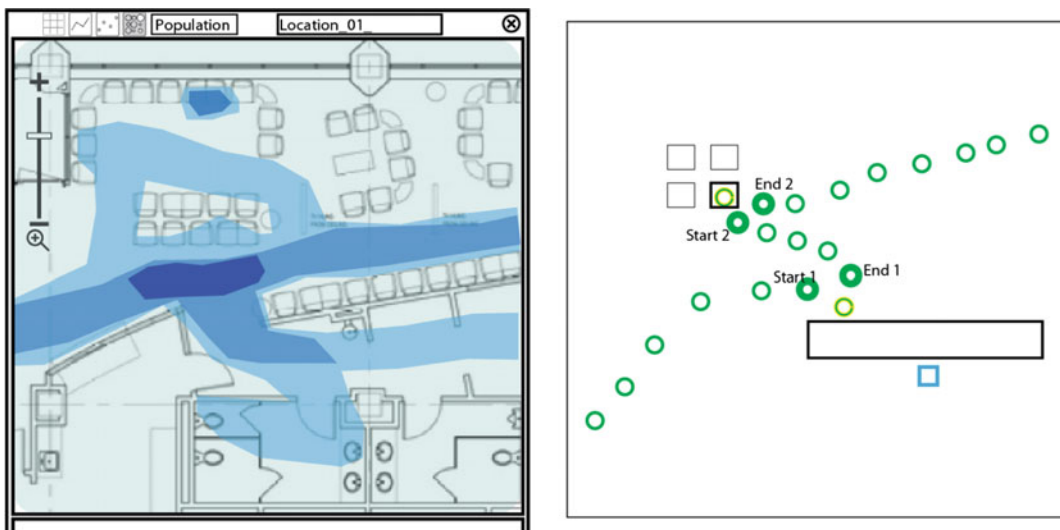 Population
Location_01_
End 2
Start 2
Start 1
End 1